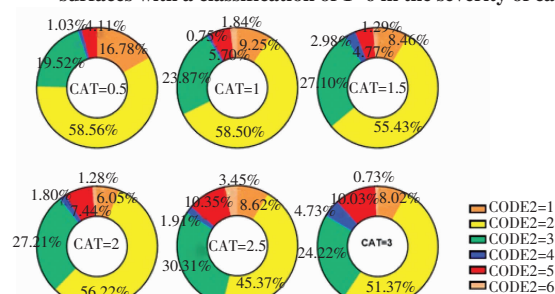 surfaces with a classification of 1~6 in the severity of ca
1.03% 4.11% 16.78% 19.52% CAT=0.5 58.56%
1.84% 0.75% 9.25% 5.70% 23.87% CAT=1 58.50%
1.29% 2.98% 8.46% 4.77% 27.10% CAT=1.5 55.43%
1.28% 1.80% 6.05% 7.44% 27.21% CAT=2 56.22%
3.45% 10.35% 8.62% 1.91% CAT=2.5 30.31% 45.37%
0.73% 10.03% 8.02% 4.73% CAT=3 24.22% 51.37%
CODE2=1
CODE2=2
CODE2=3
CODE2=4
CODE2=5
CODE2=6